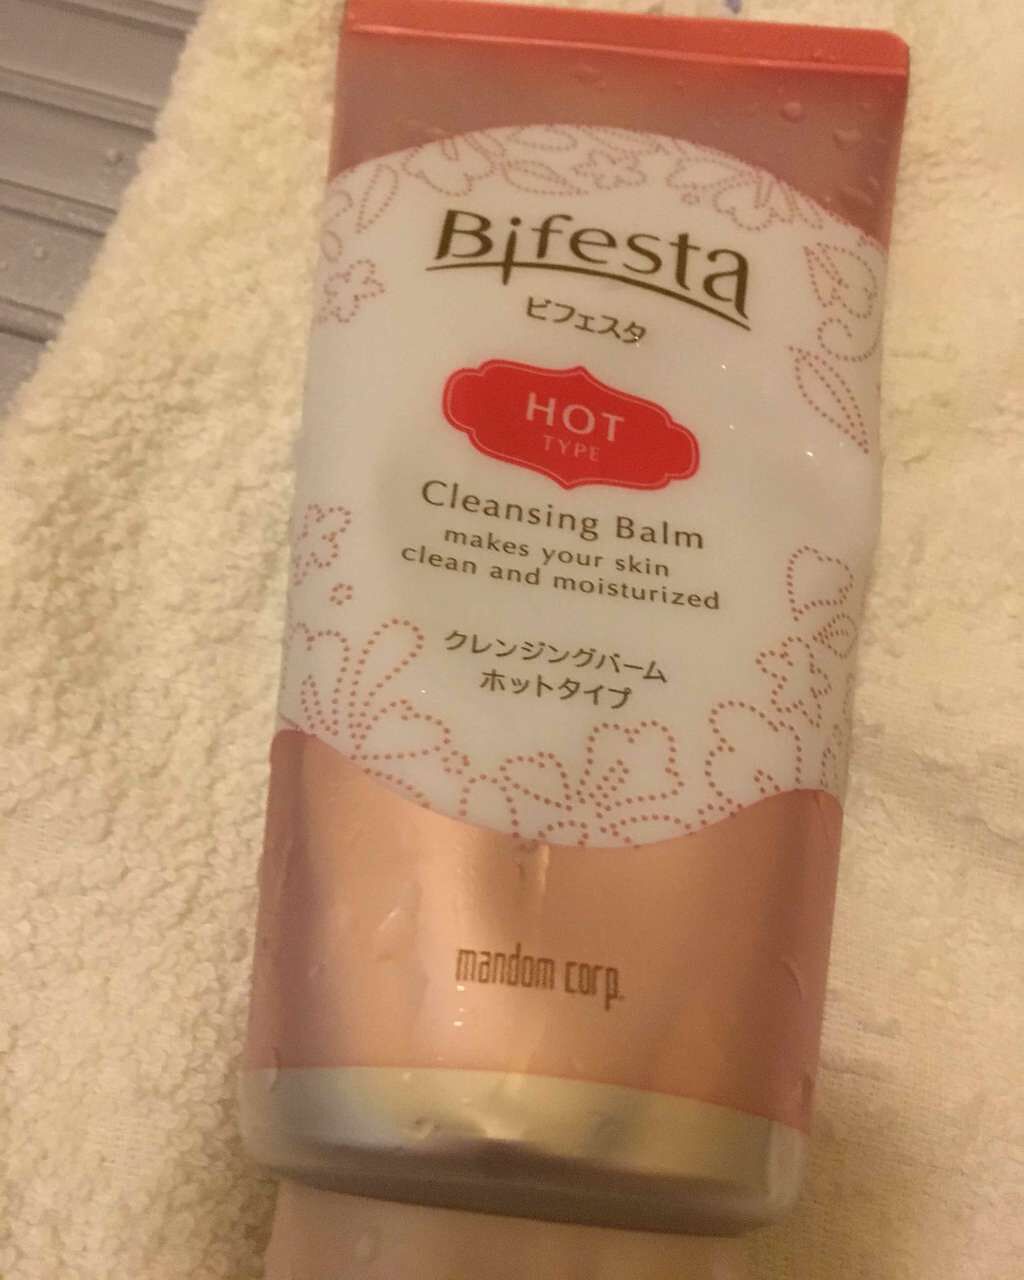 Bifesta
ビフェスタ
HOT
TYPE
Cleansing Balm
makes your skin
clean and moisturized
クレンジングバーム
ホットタイプ
mandom corp.